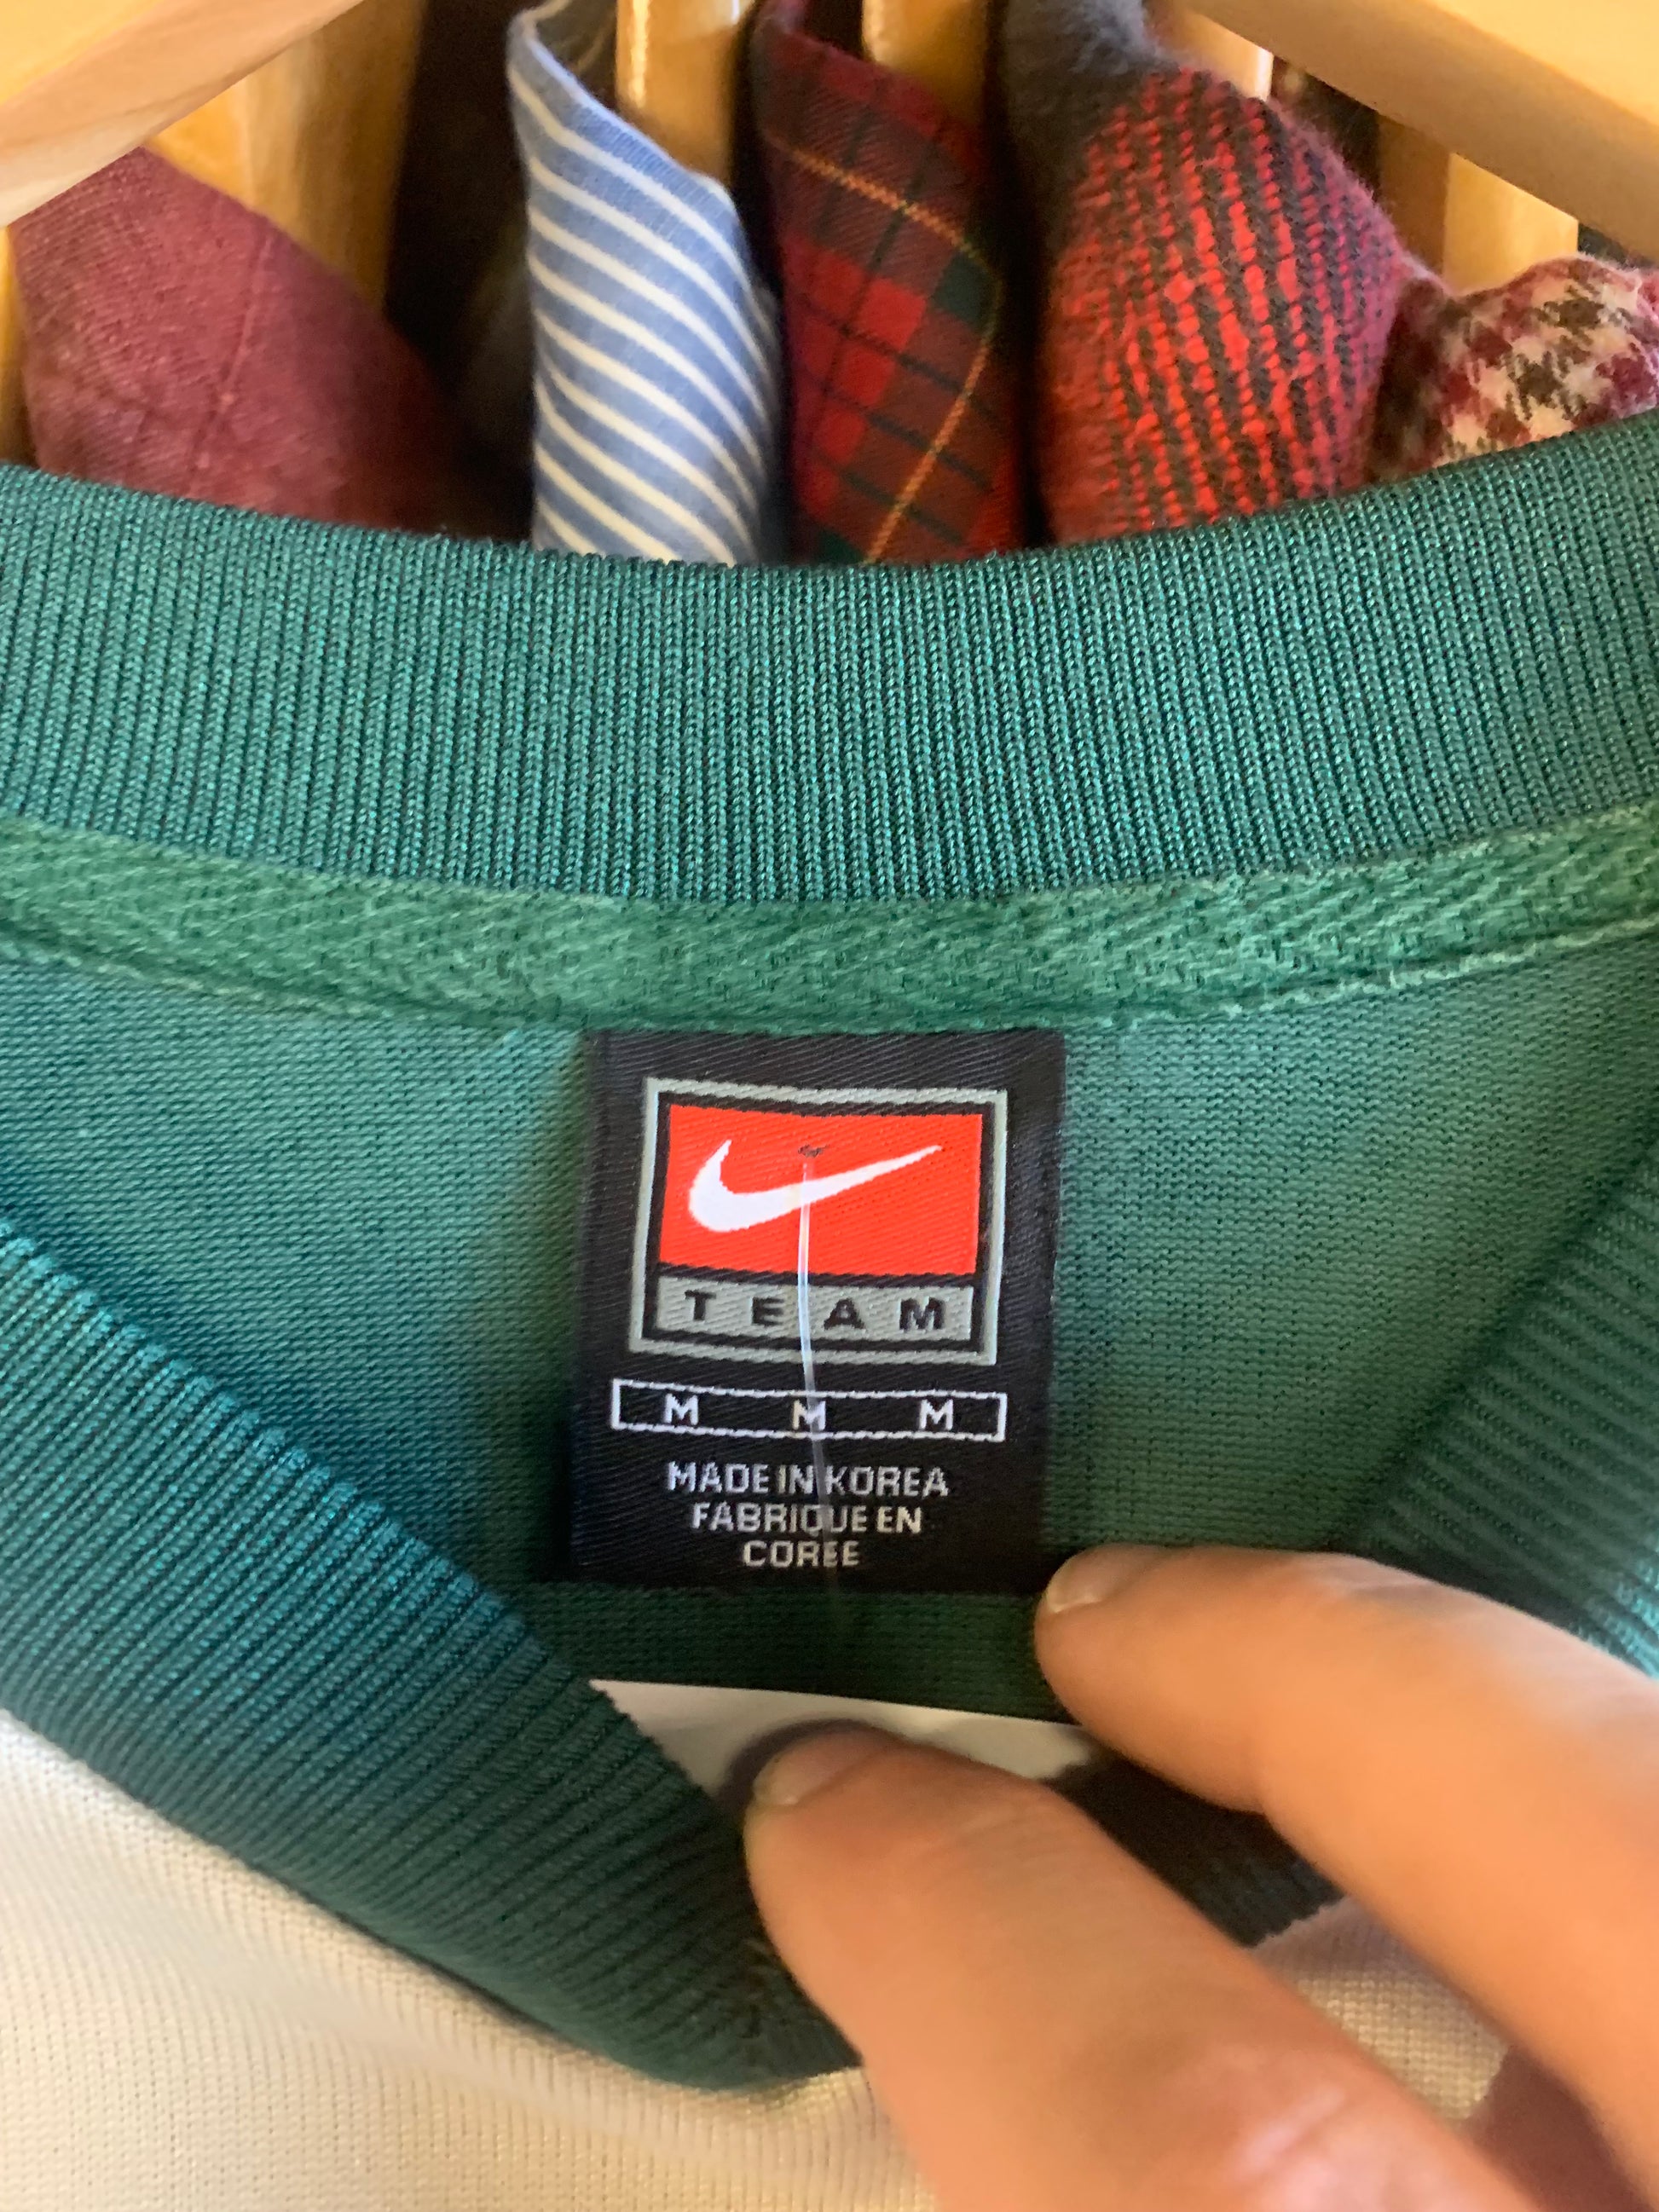 TEAM
M M M
MADE IN KOREA
FABRIQUE EN
COREE